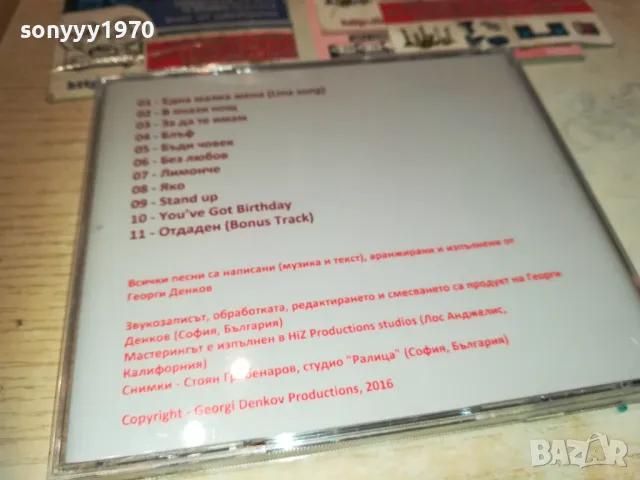 sonyyy1970
01 - Една малка жена (Lina song)
02 - В онази нощ
03 - За да те имам
04 - Блъф
05 - Бъди човек
06 - Без любов
07 - Лимонче
08 - Яко
09 - Stand up
10 - You've Got Birthday
11 - Отдаден (Bonus Track)
Всички песни са написани (музика и текст), аранжирани и изпълнени от
Георги Денков
Звукозаписът, обработката, редактирането и смесването са продукт на Георги
Денков (София, България)
Мастерингът е изпълнен в HiZ Productions studios (Лос Анджелис,
Калифорния)
Снимки - Стоян Гребенаров, студио "Ралица" (София, България)
Copyright - Georgi Denkov Productions, 2016
BAZAR
bg